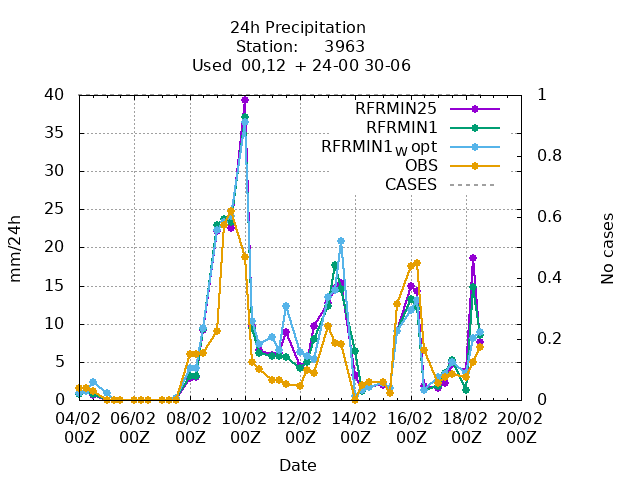 24h Precipitation
Station: 3963
Used 00,12 + 24-00 30-06
40 1
RFRMIN25
35
RFRMIN1
RFRMIN1wopt
30 0.8
OBS
CASES
25
0.6
20
mm/24h
No cases
15
0.4
10
0.2
5
0 0
04/02 06/02 08/02 10/02 12/02 14/02 16/02 18/02 20/02
00Z 00Z 00Z 00Z 00Z 00Z 00Z 00Z 00Z
Date